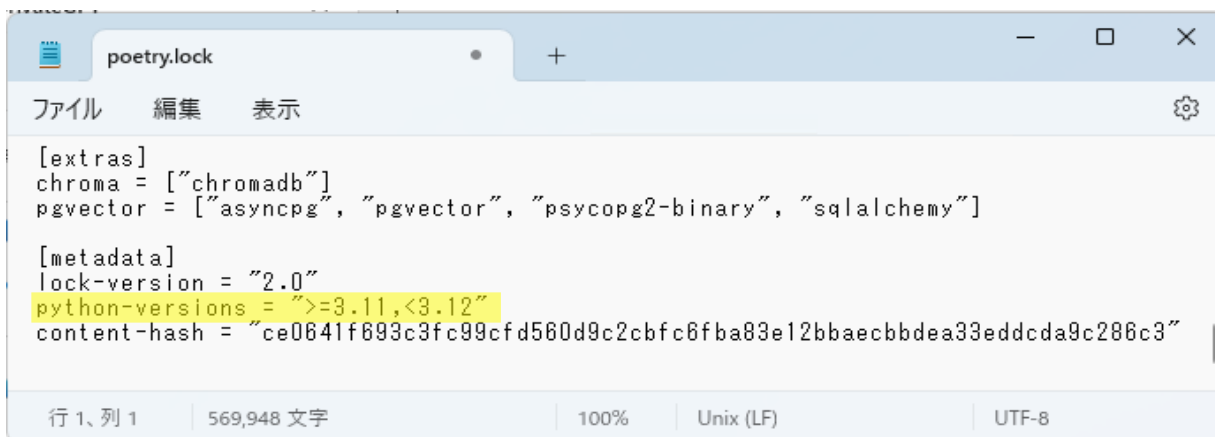 poetry.lock
ファイル 編集 表示
[extras]
chroma = ["chromadb"]
pgvector = ["asyncpg", "pgvector", "psycopg2-binary", "sqlalchemy"]
[metadata]
lock-version = "2.0"
python-versions = ">=3.11,<3.12"
content-hash = "ce0641f693c3fc99cfd560d9c2cbfc6fba83e12bbaecbbdea33eddcda9c286c3"
行 1、列 1 569,948 文字 100% Unix (LF) UTF-8